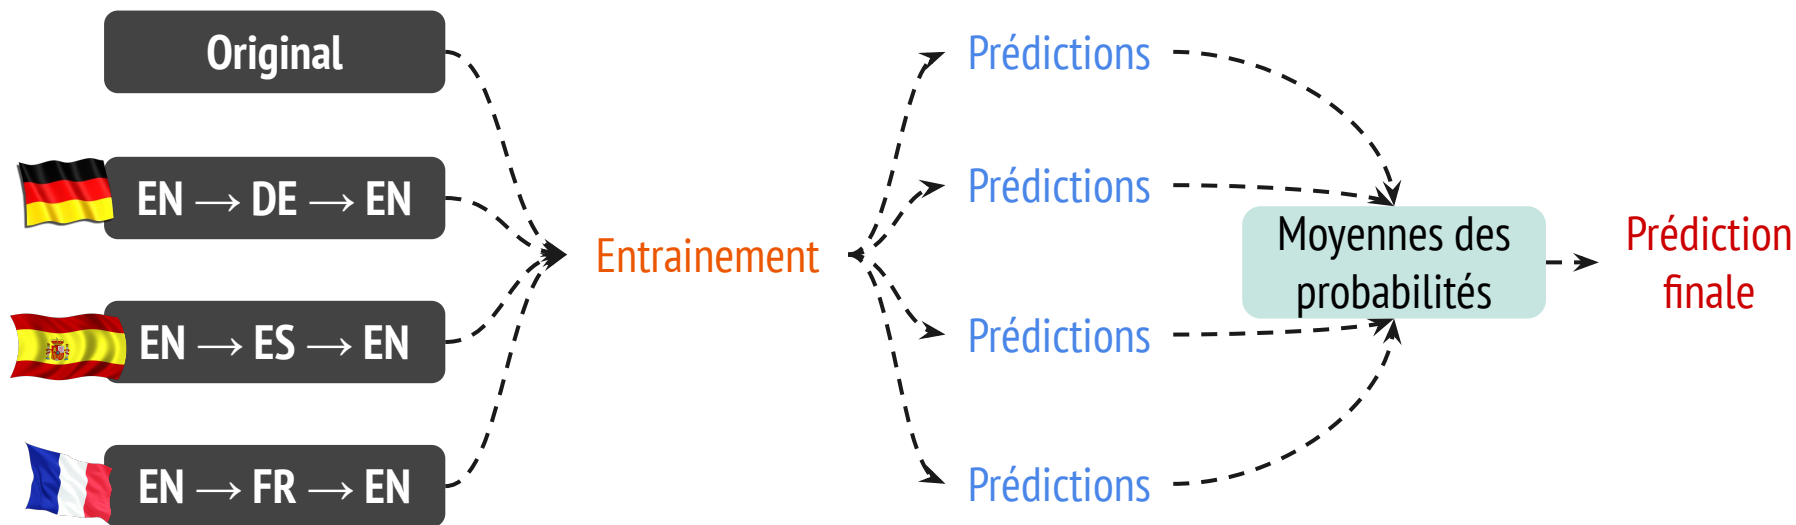 Original
EN → DE → EN
EN → ES → EN
EN → FR → EN
Entrainement
Prédictions
Prédictions
Prédictions
Prédictions
Moyennes des
probabilités
Prédiction
finale